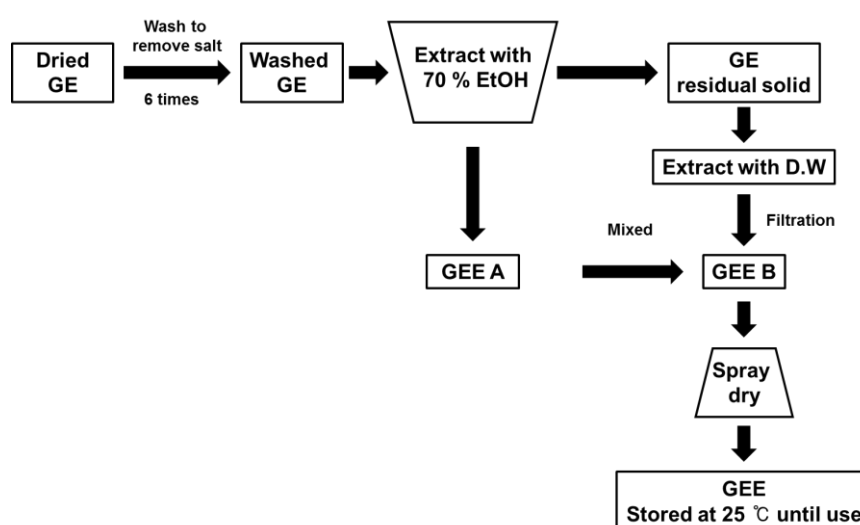 Wash to
remove salt
Dried
GE
6 times
Washed
GE
Extract with
70 % EtOH
GE
residual solid
Extract with D.W
Mixed
Filtration
GEE A
GEE B
Spray
dry
GEE
Stored at 25 ℃ until use